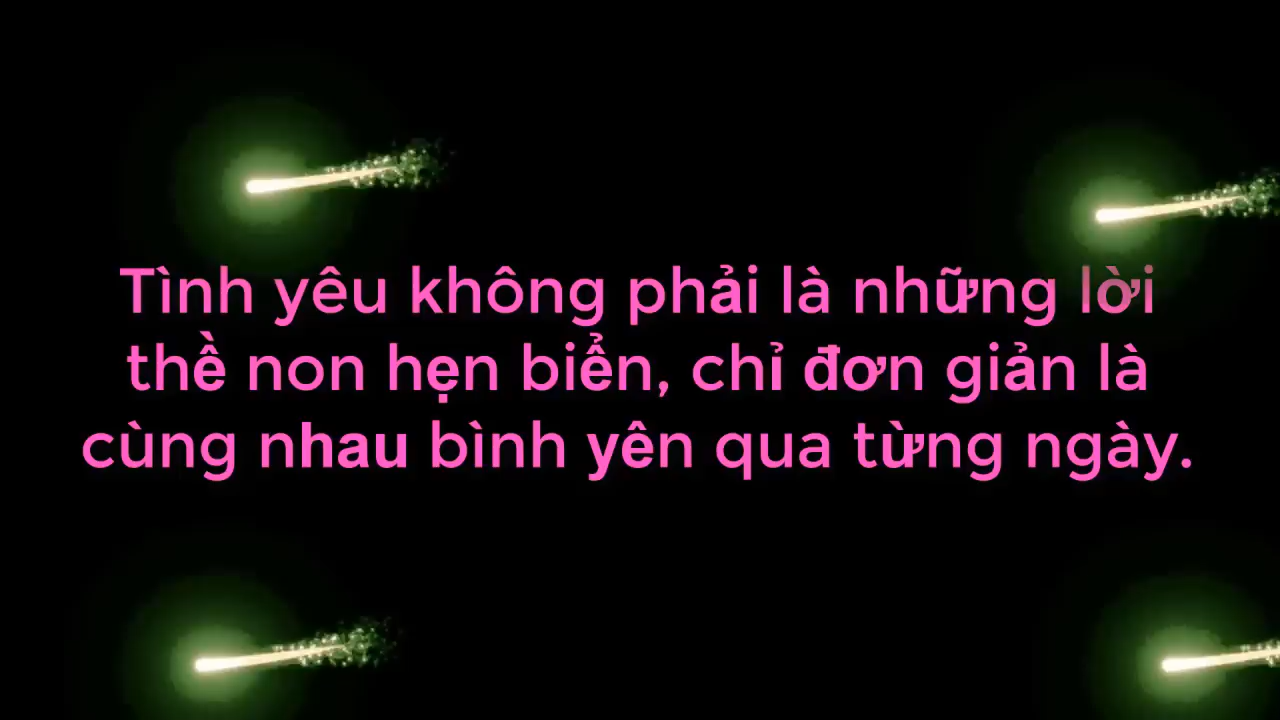 Tình yêu không phải là những lời
thề non hẹn biển, chỉ đơn giản là
cùng nhau bình yên qua từng ngày.